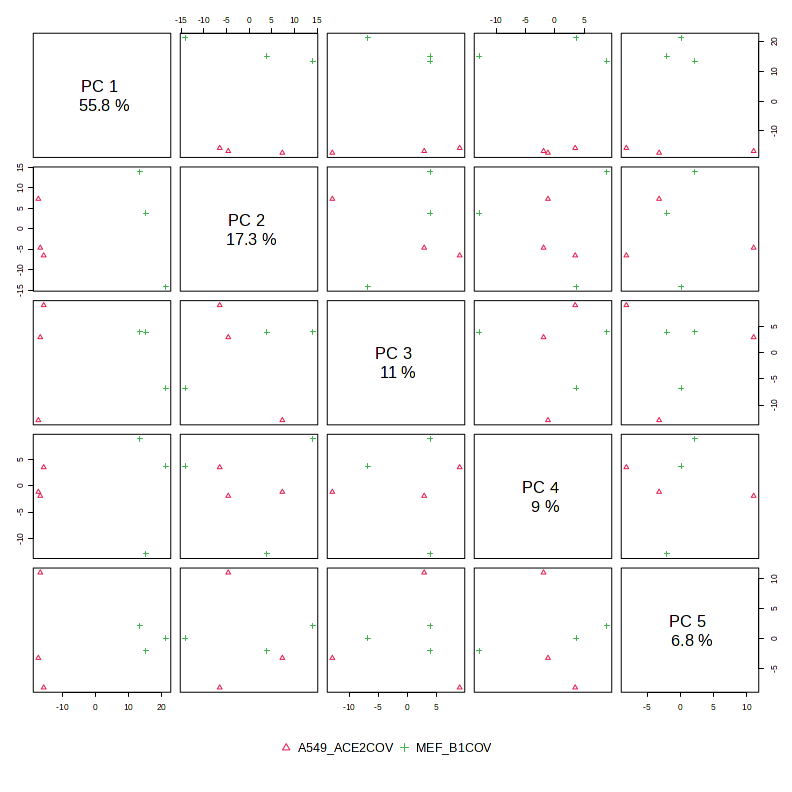 -15 -10 -5 0 5 10 15
-10 -5 0 5
PC 1
55.8 %
-10 0 10 20
-15 -10 -5 0 5 10 15
PC 2
17.3 %
PC 3
11 %
-10 -5 0 5
-10 -5 0 5
PC 4
9 %
PC 5
6.8 %
-5 0 5 10
-10 0 10 20
-10 -5 0 5
-5 0 5 10
A549_ACE2COV MEF_B1COV